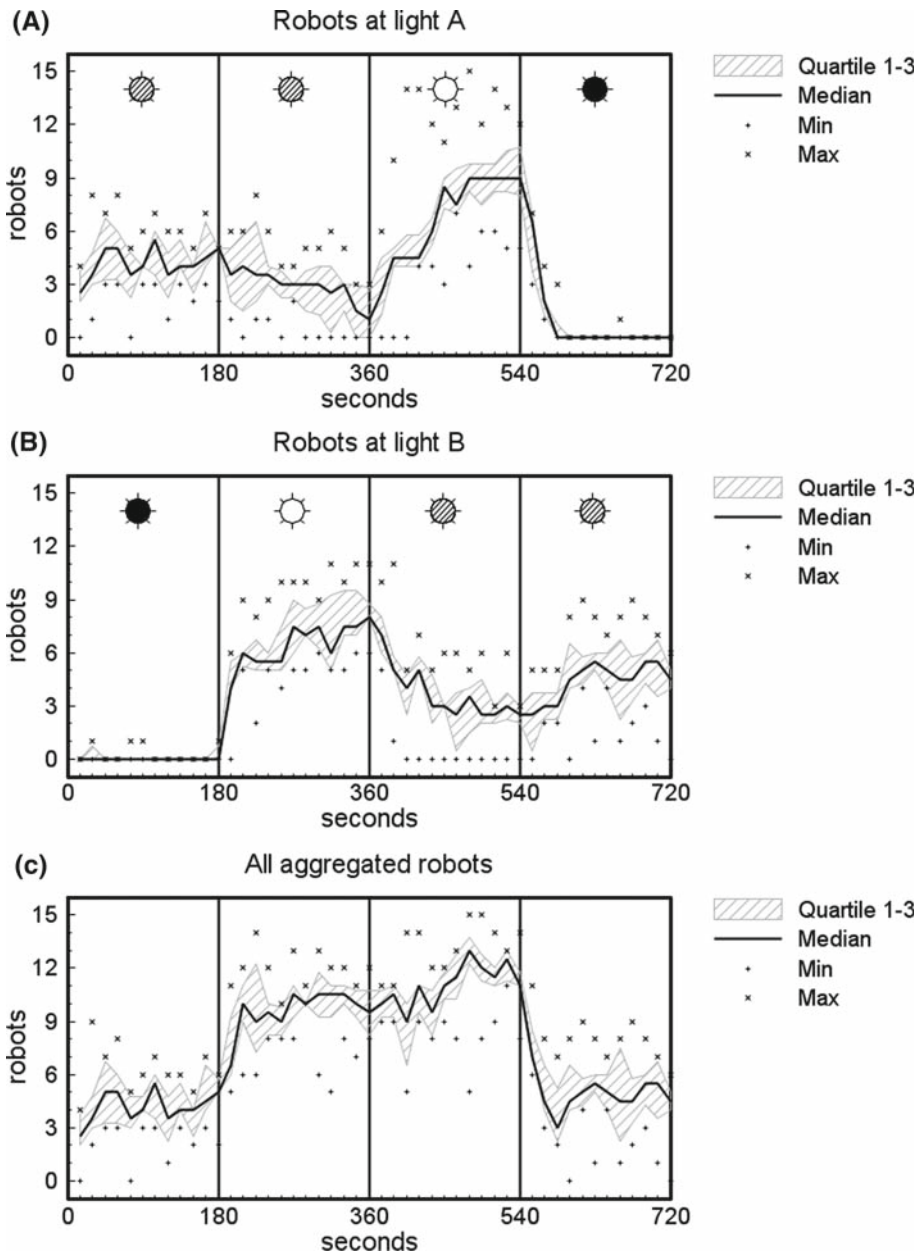 (A)
Robots at light A
15
12
9
6
3
0
robots
0 180 360 540 720
seconds
Quartile 1-3
Median
Min
Max
(B)
Robots at light B
15
12
9
6
3
0
robots
0 180 360 540 720
seconds
Quartile 1-3
Median
Min
Max
(c)
All aggregated robots
15
12
9
6
3
0
robots
0 180 360 540 720
seconds
Quartile 1-3
Median
Min
Max